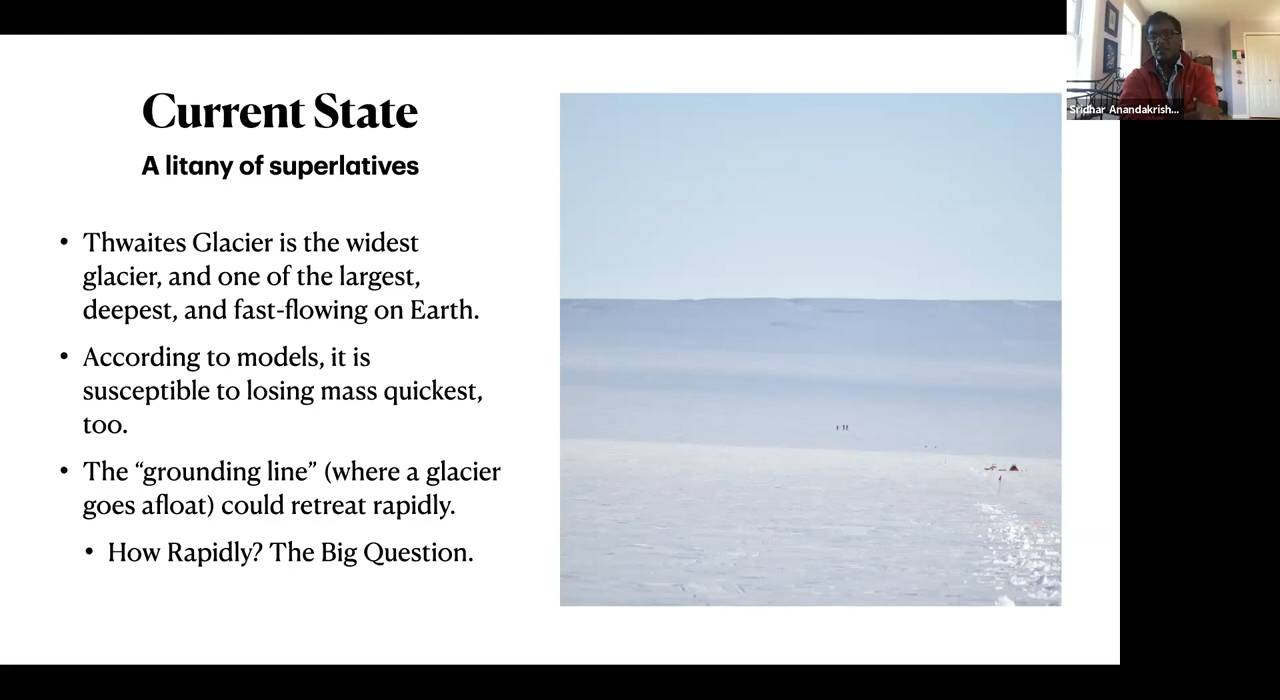 Current State
A litany of superlatives
• Thwaites Glacier is the widest
glacier, and one of the largest,
deepest, and fast-flowing on Earth.
• According to models, it is
susceptible to losing mass quickest,
too.
• The “grounding line” (where a glacier
goes afloat) could retreat rapidly.
• How Rapidly? The Big Question.
Sridhar Anandakrish...